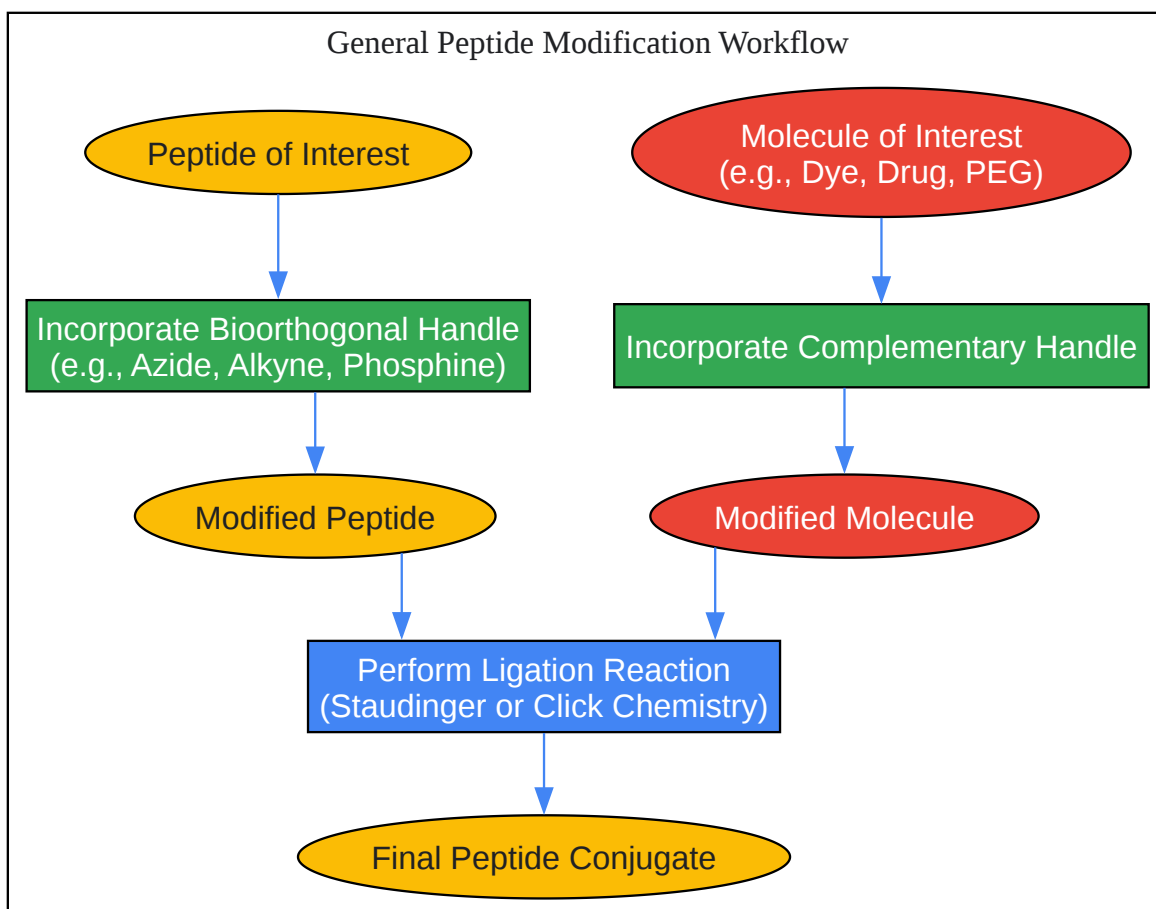 General Peptide Modification Workflow
Peptide of Interest
Molecule of Interest
(e.g., Dye, Drug, PEG)
Incorporate Bioorthogonal Handle
(e.g., Azide, Alkyne, Phosphine)
Incorporate Complementary Handle
Modified Peptide
Modified Molecule
Perform Ligation Reaction
(Staudinger or Click Chemistry)
Final Peptide Conjugate